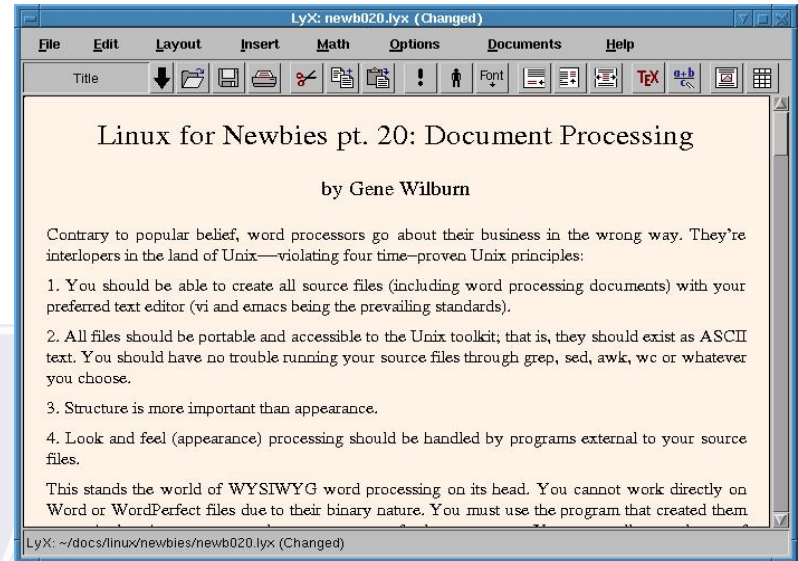 LyX: newb020.lyx (Changed)
File Edit Layout Insert Math Options Documents Help
Title Font TEX a+b c
Linux for Newbies pt. 20: Document Processing
by Gene Wilburn
Contrary to popular belief, word processors go about their business in the wrong way. They're
interlopers in the land of Unix—violating four time–proven Unix principles:
1. You should be able to create all source files (including word processing documents) with your
preferred text editor (vi and emacs being the prevailing standards).
2. All files should be portable and accessible to the Unix toolkit; that is, they should exist as ASCII
text. You should have no trouble running your source files through grep, sed, awk, wc or whatever
you choose.
3. Structure is more important than appearance.
4. Look and feel (appearance) processing should be handled by programs external to your source
files.
This stands the world of WYSIWYG word processing on its head. You cannot work directly on
Word or WordPerfect files due to their binary nature. You must use the program that created them
LyX: ~/docs/linux/newbies/newb020.lyx (Changed)